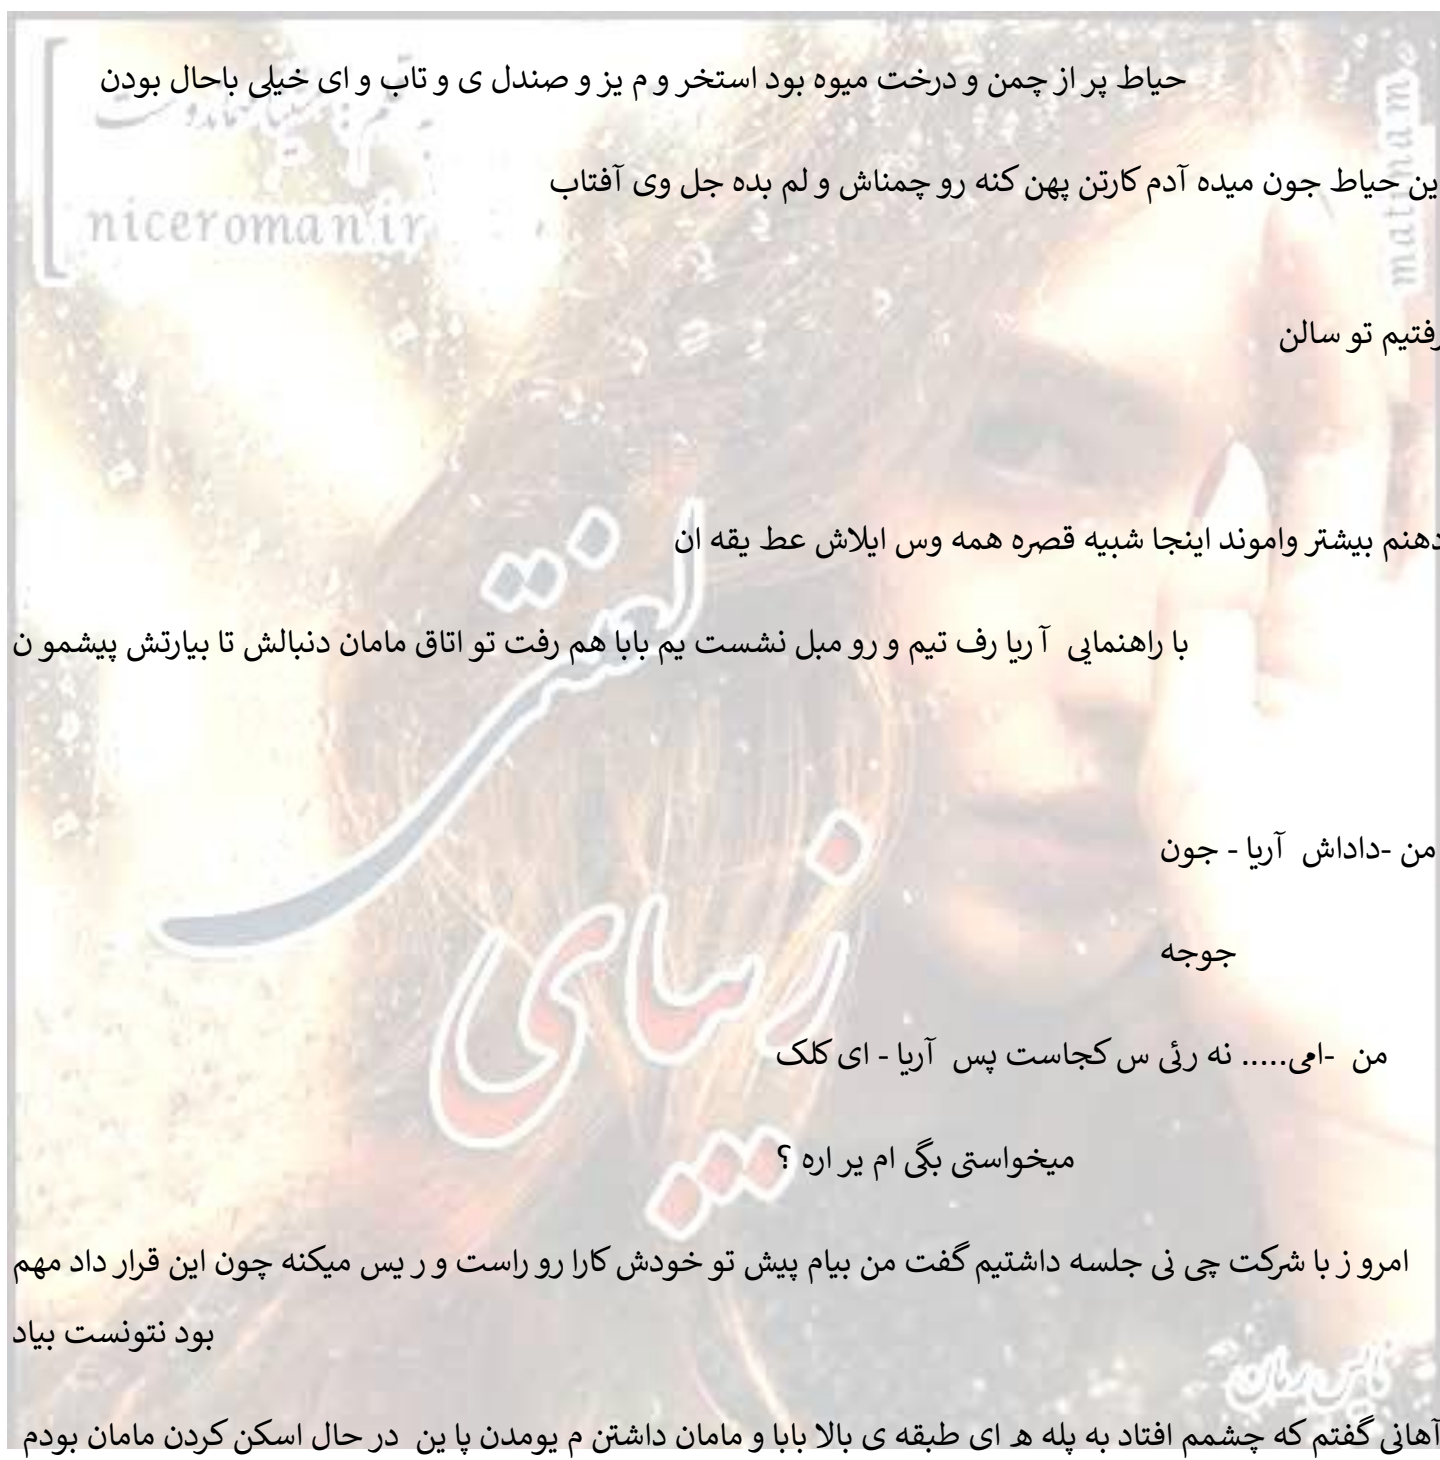 حیاط پر از چمن و درخت میوه بود استخر و م یز و صندل ی و تاب و ای خیلی باحال بودن
ین حیاط جون میده آدم کارتن پهن کنه رو چمناش و لم بده جل وی آفتاب
niceroman.ir
رفتیم تو سالن
دهنم بیشتر واموند اینجا شبیه قصره همه وس ایلاش عط یقه ان
لعنتی
با راهنمایی آ ریا رف تیم و رو مبل نشست یم بابا هم رفت تو اتاق مامان دنبالش تا بیارتش پیشمو ن
من -داداش آریا - جون
جوجه
زیبای
من -امی..... نه رئی س کجاست پس آریا - ای کلک
میخواستی بگی ام یر اره ؟
امرو ز با شرکت چی نی جلسه داشتیم گفت من بیام پیش تو خودش کارا رو راست و ر یس میکنه چون این قرار داد مهم
بود نتونست بیاد
نایس رمان
آهانی گفتم که چشمم افتاد به پله ه ای طبقه ی بالا بابا و مامان داشتن م یومدن پا ین در حال اسکن کردن مامان بودم